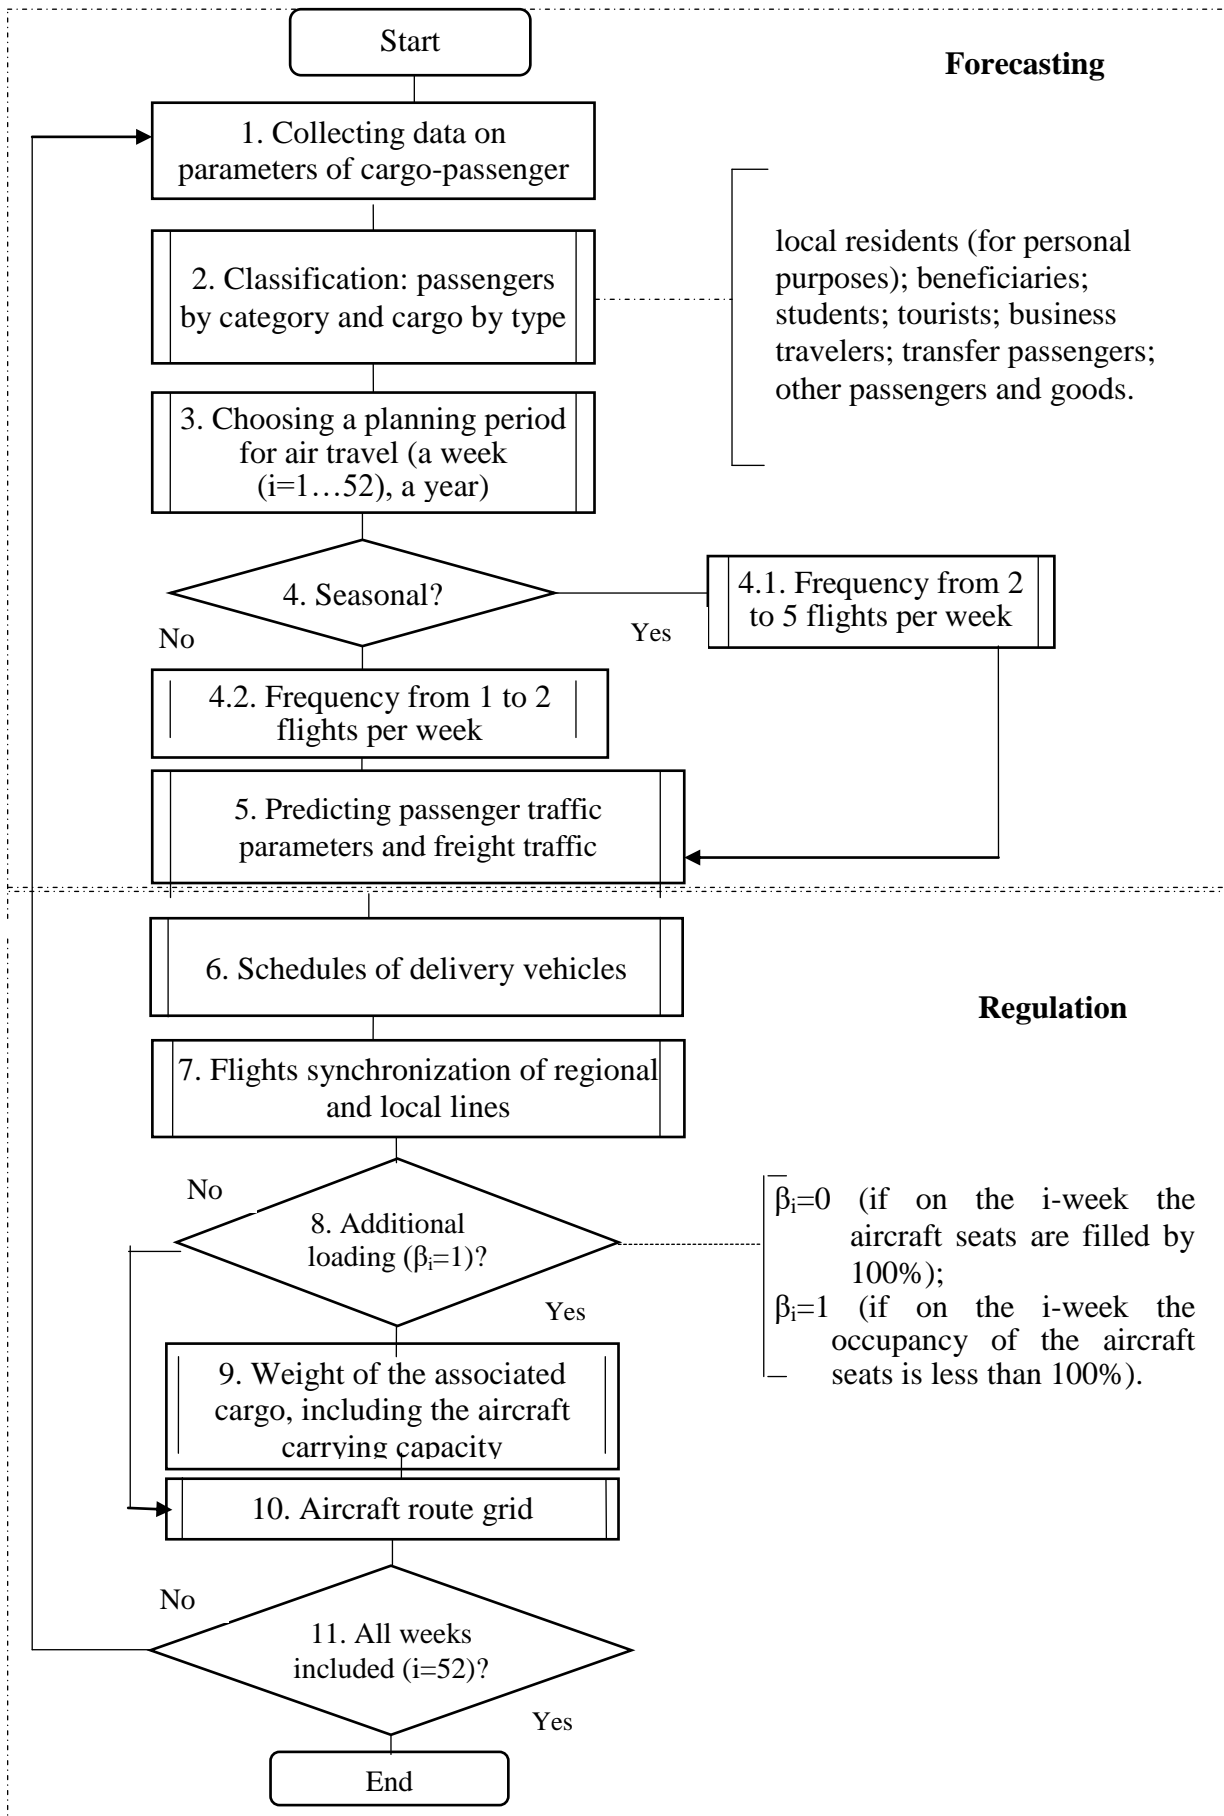 Start
Forecasting
1. Collecting data on
parameters of cargo-passenger
2. Classification: passengers
by category and cargo by type
local residents (for personal
purposes); beneficiaries;
students; tourists; business
travelers; transfer passengers;
other passengers and goods.
3. Choosing a planning period
for air travel (a week
(i=1…52), a year)
4. Seasonal?
No
Yes
4.1. Frequency from 2
to 5 flights per week
4.2. Frequency from 1 to 2
flights per week
5. Predicting passenger traffic
parameters and freight traffic
6. Schedules of delivery vehicles
Regulation
7. Flights synchronization of regional
and local lines
No
8. Additional
loading (βi=1)?
Yes
βi=0 (if on the i-week the
aircraft seats are filled by
100%);
βi=1 (if on the i-week the
occupancy of the aircraft
seats is less than 100%).
9. Weight of the associated
cargo, including the aircraft
carrying capacity
10. Aircraft route grid
No
11. All weeks
included (i=52)?
Yes
End